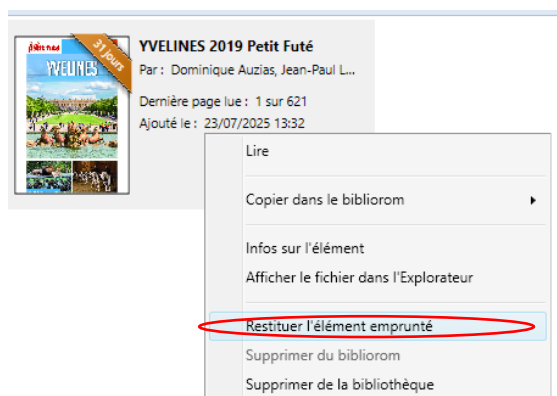 31 jours
YVELINES
YVELINES 2019 Petit Futé
Par : Dominique Auzias, Jean-Paul L...
Dernière page lue : 1 sur 621
Ajouté le : 23/07/2025 13:32
Lire
Copier dans le bibliorom
Infos sur l'élément
Afficher le fichier dans l'Explorateur
Restituer l'élément emprunté
Supprimer du bibliorom
Supprimer de la bibliothèque